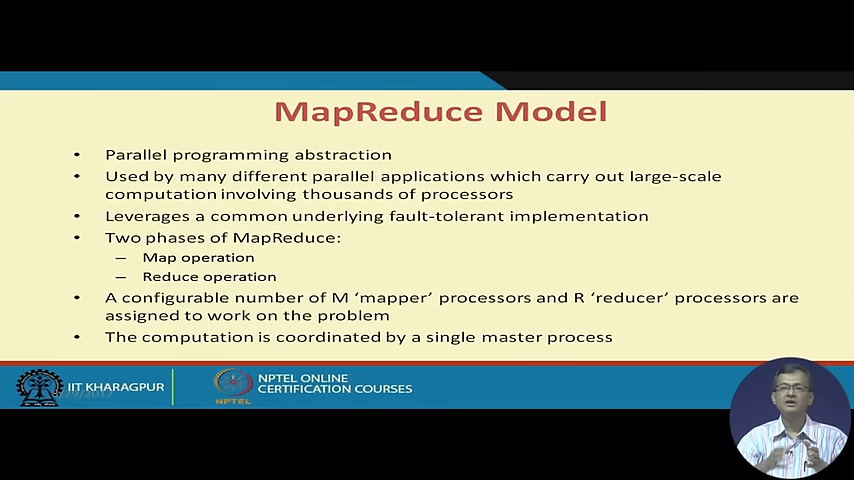 MapReduce Model
• Parallel programming abstraction
• Used by many different parallel applications which carry out large-scale
computation involving thousands of processors
• Leverages a common underlying fault-tolerant implementation
• Two phases of MapReduce:
– Map operation
– Reduce operation
• A configurable number of M ‘mapper’ processors and R ‘reducer’ processors are
assigned to work on the problem
• The computation is coordinated by a single master process
IIT KHARAGPUR
NPTEL
NPTEL ONLINE
CERTIFICATION COURSES